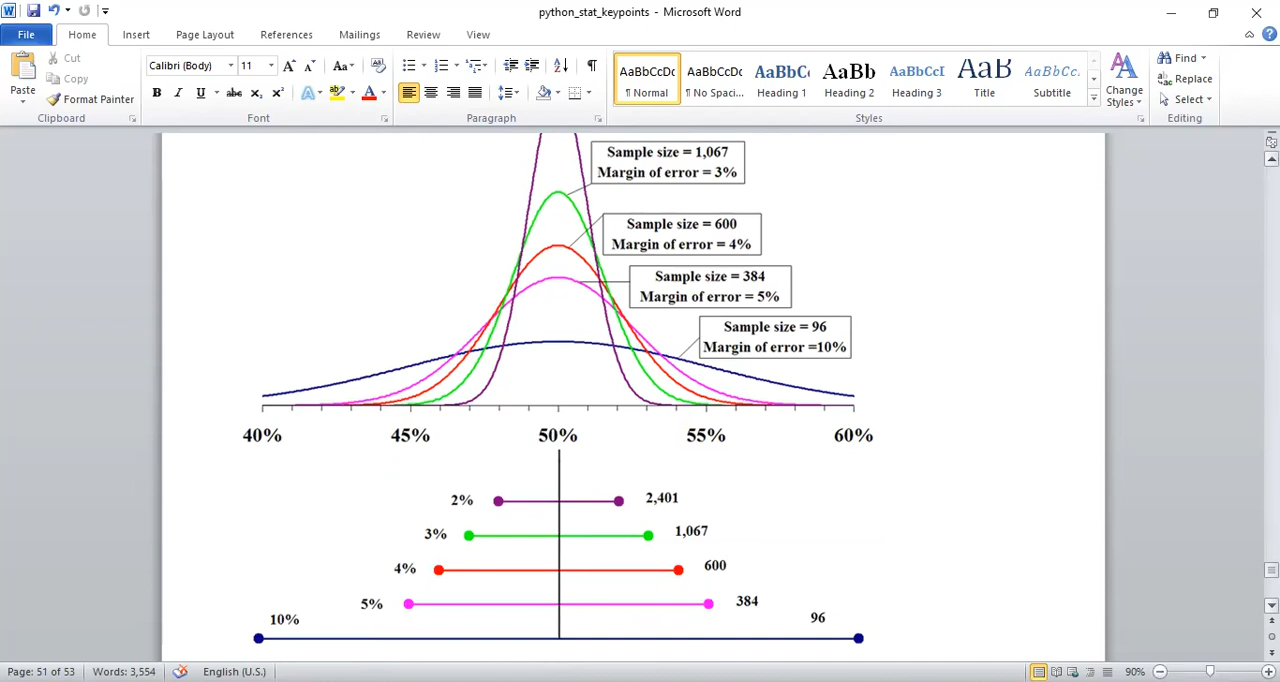 python_stat_keypoints - Microsoft Word
File Home Insert Page Layout References Mailings Review View
Paste
Cut
Copy
Format Painter
Clipboard
Calibri (Body) 11
Font
Paragraph
AaBbCcDc AaBbCcDc AaBbC AaBb AaBbCcI AaB AaBbCc.
¶ Normal ¶ No Spaci... Heading 1 Heading 2 Heading 3 Title Subtitle
Change
Styles
Styles
Find
Replace
Select
Editing
Sample size = 1,067
Margin of error = 3%
Sample size = 600
Margin of error = 4%
Sample size = 384
Margin of error = 5%
Sample size = 96
Margin of error =10%
40% 45% 50% 55% 60%
2% 2,401
3% 1,067
4% 600
5% 384
10% 96
Page: 51 of 53 Words: 3,554 English (U.S.) 90%